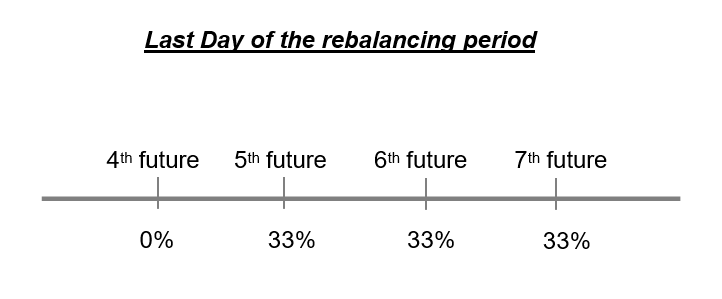 Last Day of the rebalancing period
4th future 5th future 6th future 7th future
0% 33% 33% 33%